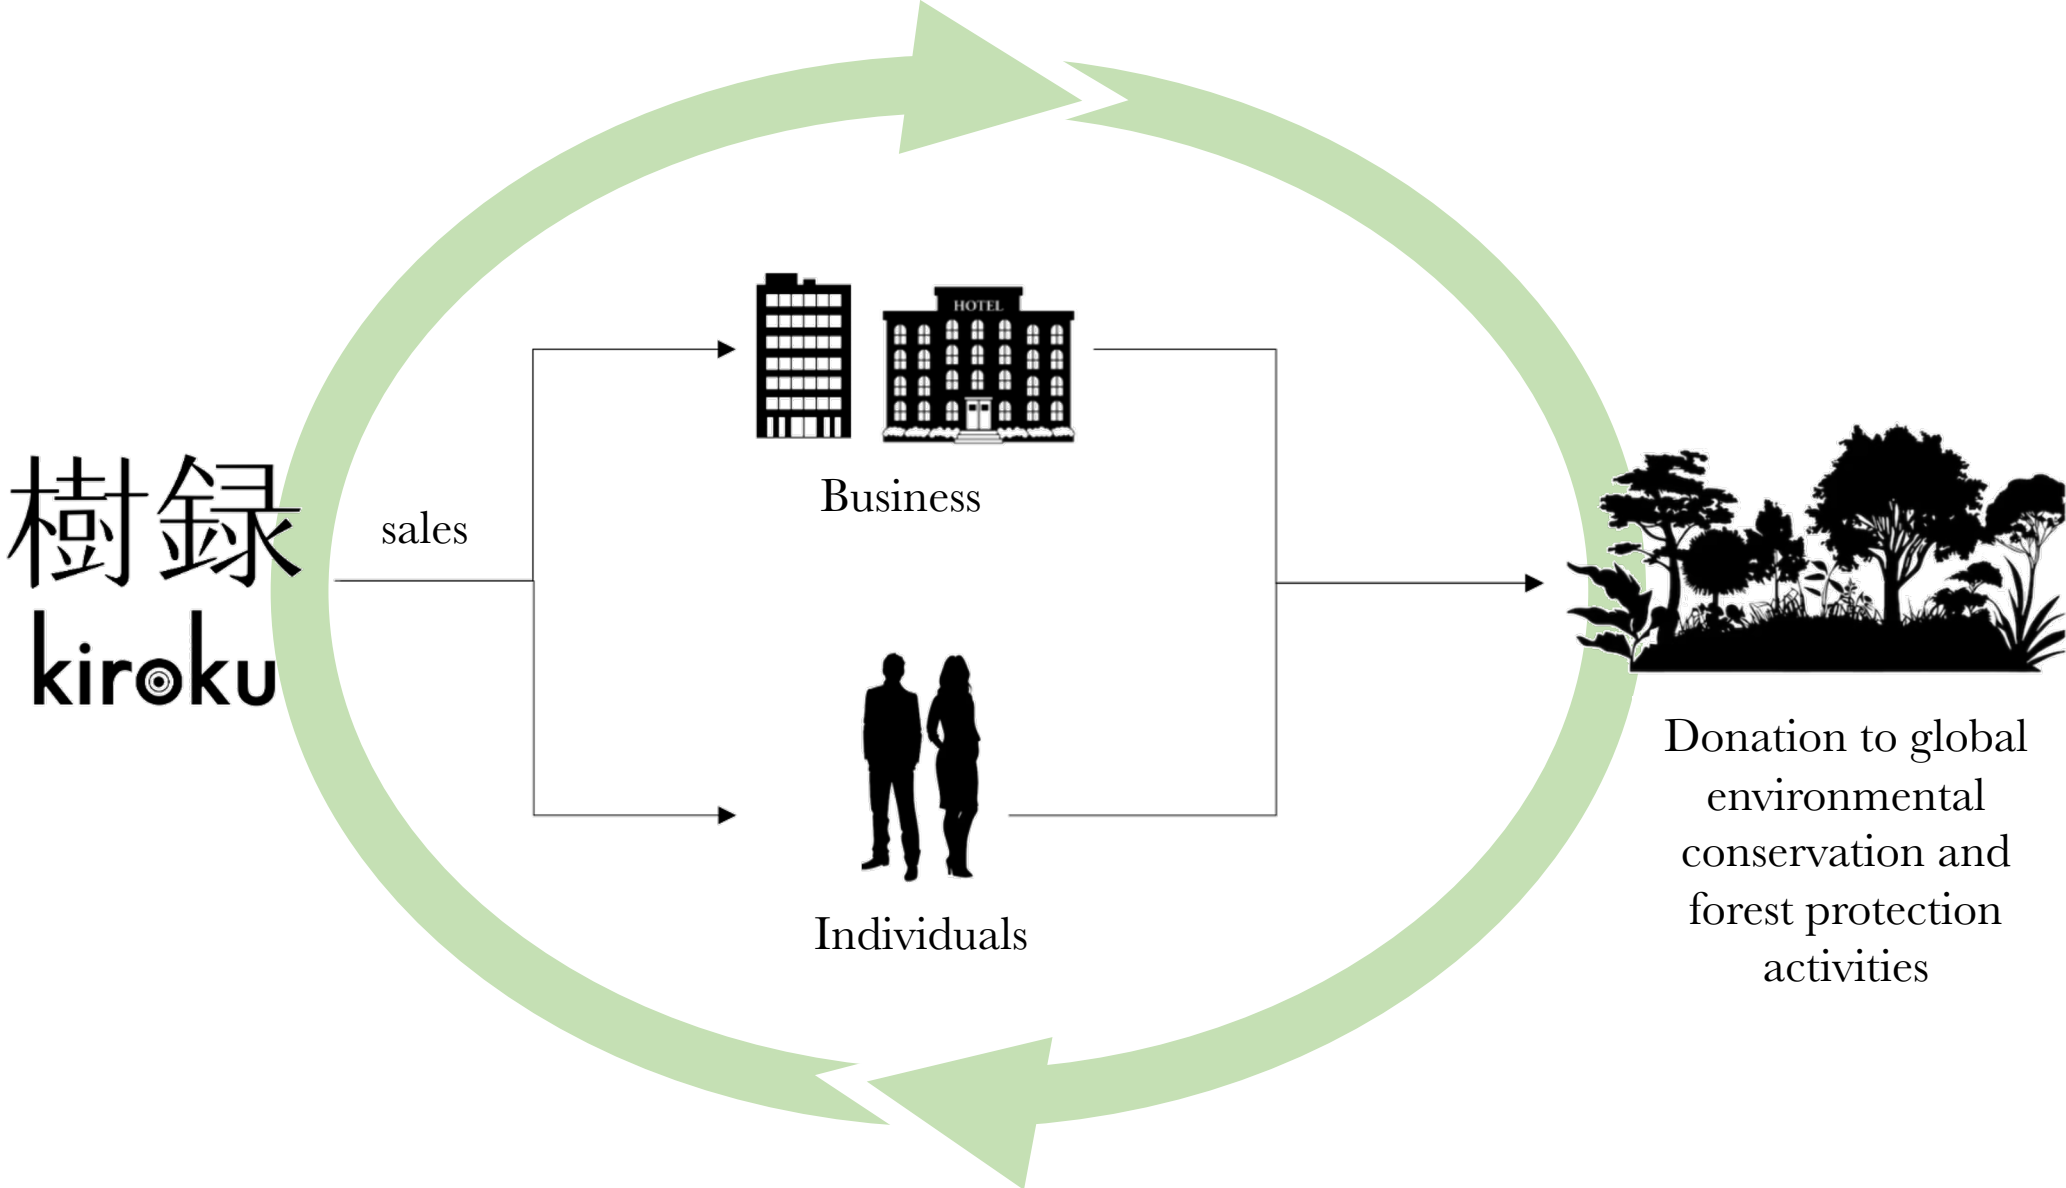 樹録
kiroku
sales
HOTEL
Business
Individuals
Donation to global
environmental
conservation and
forest protection
activities